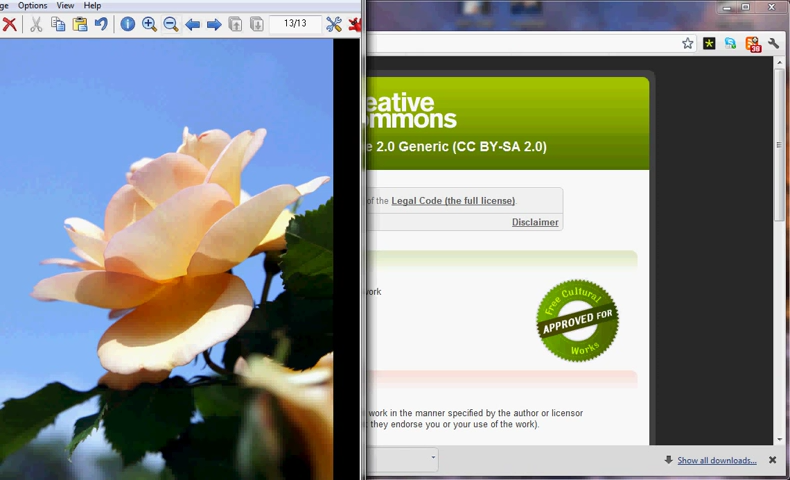 ge Options View Help
13/13
38
eative
mmons
e 2.0 Generic (CC BY-SA 2.0)
of the Legal Code (the full license).
Disclaimer
work
Free Cultural
APPROVED FOR
Works
work in the manner specified by the author or licensor
they endorse you or your use of the work).
Show all downloads...